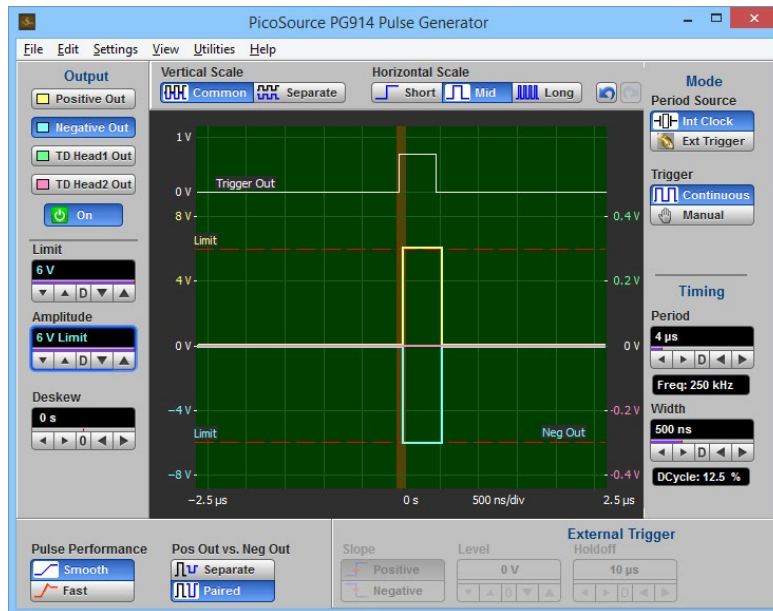 PicoSource PG914 Pulse Generator
File Edit Settings View Utilities Help
Output
Positive Out
Negative Out
TD Head1 Out
TD Head2 Out
On
Limit
6 V
D
Amplitude
6 V Limit
D
Deskew
0 s
0
Vertical Scale
Common Separate
Horizontal Scale
Short Mid Long
1 V
Trigger Out
0 V
8 V
0.4 V
Limit
4 V
0.2 V
0 V
0 V
−4 V
−0.2 V
Limit
Neg Out
−8 V
−0.4 V
−2.5 µs
0 s
500 ns/div
2.5 µs
Mode
Period Source
Int Clock
Ext Trigger
Trigger
Continuous
Manual
Timing
Period
4 µs
D
Freq: 250 kHz
Width
500 ns
D
DCycle: 12.5 %
Pulse Performance
Smooth
Fast
Pos Out vs. Neg Out
Separate
Paired
External Trigger
Slope
Positive
Negative
Level
0 V
0
Holdoff
10 µs
D